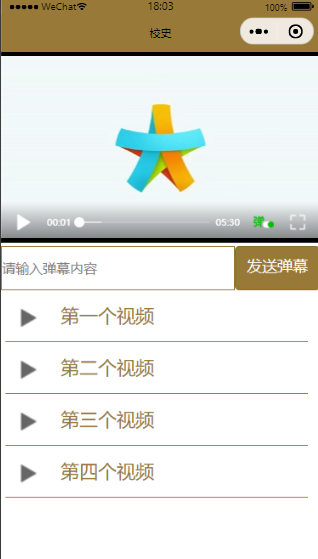 WeChat 18:03 100%
校史
00:01 05:30 弹
请输入弹幕内容 发送弹幕
第一个视频
第二个视频
第三个视频
第四个视频